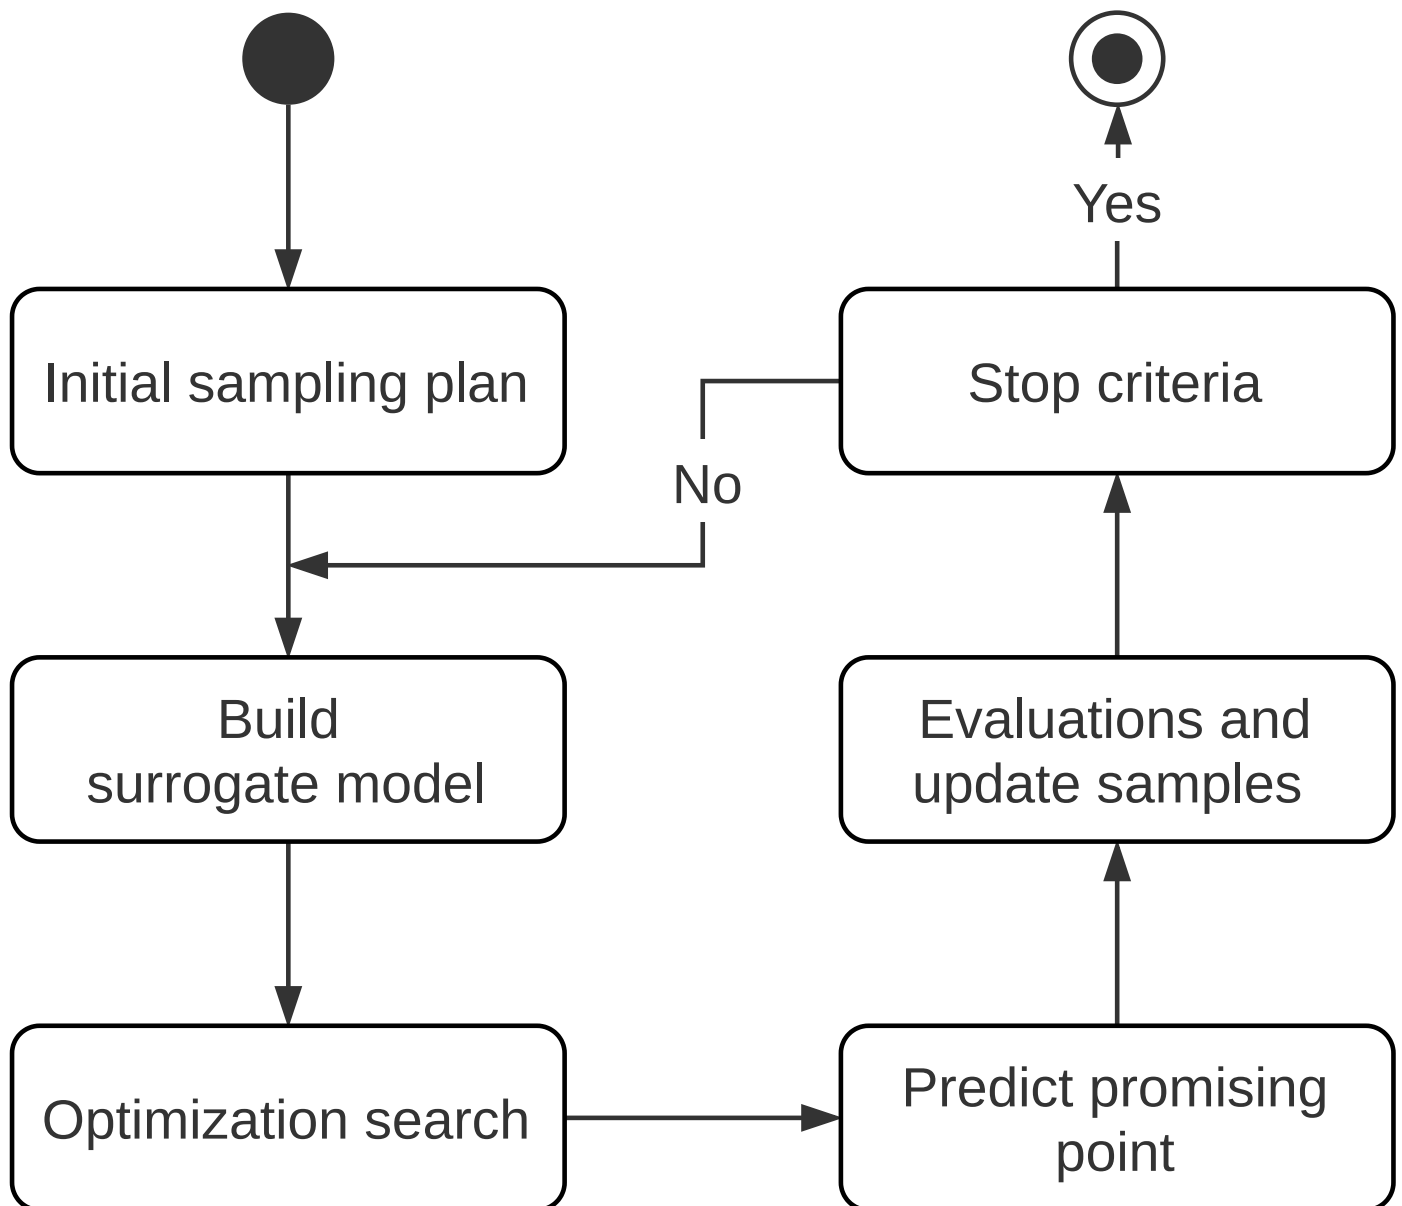 Yes
Initial sampling plan
Stop criteria
No
Build
surrogate model
Evaluations and
update samples
Optimization search
Predict promising
point